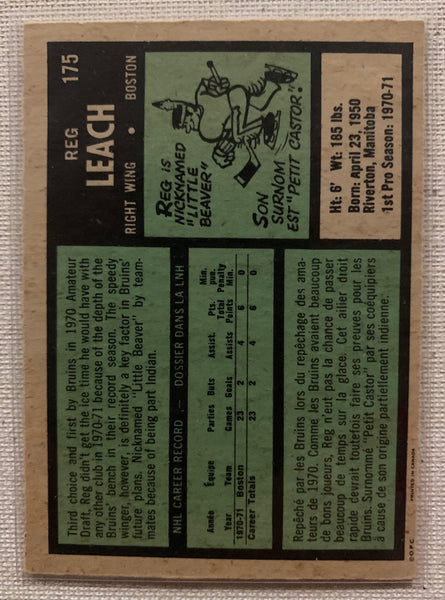 175
REG
LEACH
RIGHT WING • BOSTON
REG IS
NICKNAMED
"LITTLE
BEAVER"
SON
SURNOM
EST "PETIT CASTOR."
Ht: 6' Wt: 185 lbs.
Born: April 23, 1950
Riverton, Manitoba
1st Pro Season: 1970-71
Third choice and first by Bruins in 1970 Amateur
Draft, Reg didn't get the ice time he would have with
any other club in 1970-71 because of the depth of the
Bruins' bench in their record season. The speedy
winger, however, is definitely a key factor in Bruins'
future plans. Nicknamed "Little Beaver" by team-
mates because of being part Indian.
NHL CAREER RECORD — DOSSIER DANS LA LNH
Année Équipe Parties Buts Assist. Pts. Min. Pun.
Year Team Games Goals Assists Total Points Total Penalty Min.
1970-71 Boston 23 2 4 6 0
Career Totals 23 2 4 6 0
Repêché par les Bruins lors du repêchage des ama-
teurs de 1970. Comme les Bruins avaient beaucoup
de bons joueurs, Reg n'eut pas la chance de passer
beaucoup de temps sur la glace. Cet ailier droit
rapide devrait toutefois faire ses preuves pour les
Bruins. Surnommé "Petit Castor" par ses coéquipiers
à cause de son origine partiellement indienne.
© O.P.C. PRINTED IN CANADA